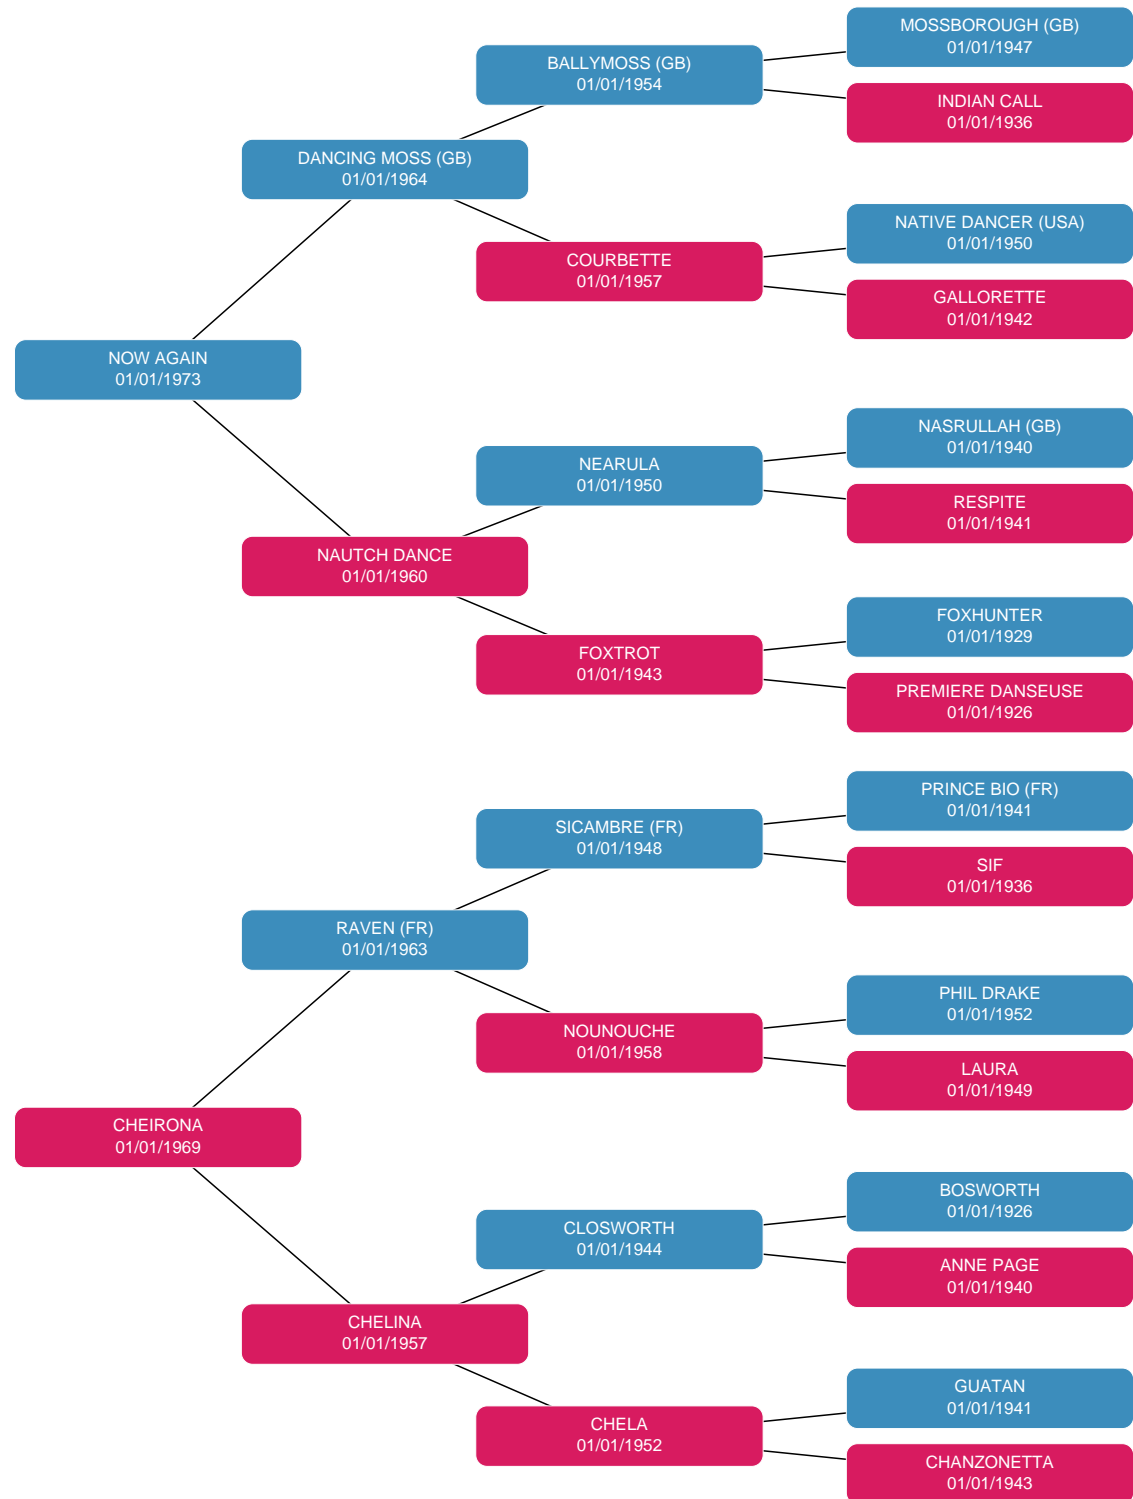 MOSSBOROUGH (GB)
01/01/1947
BALLYMOSS (GB)
01/01/1954
INDIAN CALL
01/01/1936
DANCING MOSS (GB)
01/01/1964
NATIVE DANCER (USA)
01/01/1950
COURBETTE
01/01/1957
GALLORETTE
01/01/1942
NOW AGAIN
01/01/1973
NASRULLAH (GB)
01/01/1940
NEARULA
01/01/1950
RESPITE
01/01/1941
NAUTCH DANCE
01/01/1960
FOXHUNTER
01/01/1929
FOXTROT
01/01/1943
PREMIERE DANSEUSE
01/01/1926
PRINCE BIO (FR)
01/01/1941
SICAMBRE (FR)
01/01/1948
SIF
01/01/1936
RAVEN (FR)
01/01/1963
PHIL DRAKE
01/01/1952
NOUNOUCHE
01/01/1958
LAURA
01/01/1949
CHEIRONA
01/01/1969
BOSWORTH
01/01/1926
CLOSWORTH
01/01/1944
ANNE PAGE
01/01/1940
CHELINA
01/01/1957
GUATAN
01/01/1941
CHELA
01/01/1952
CHANZONETTA
01/01/1943